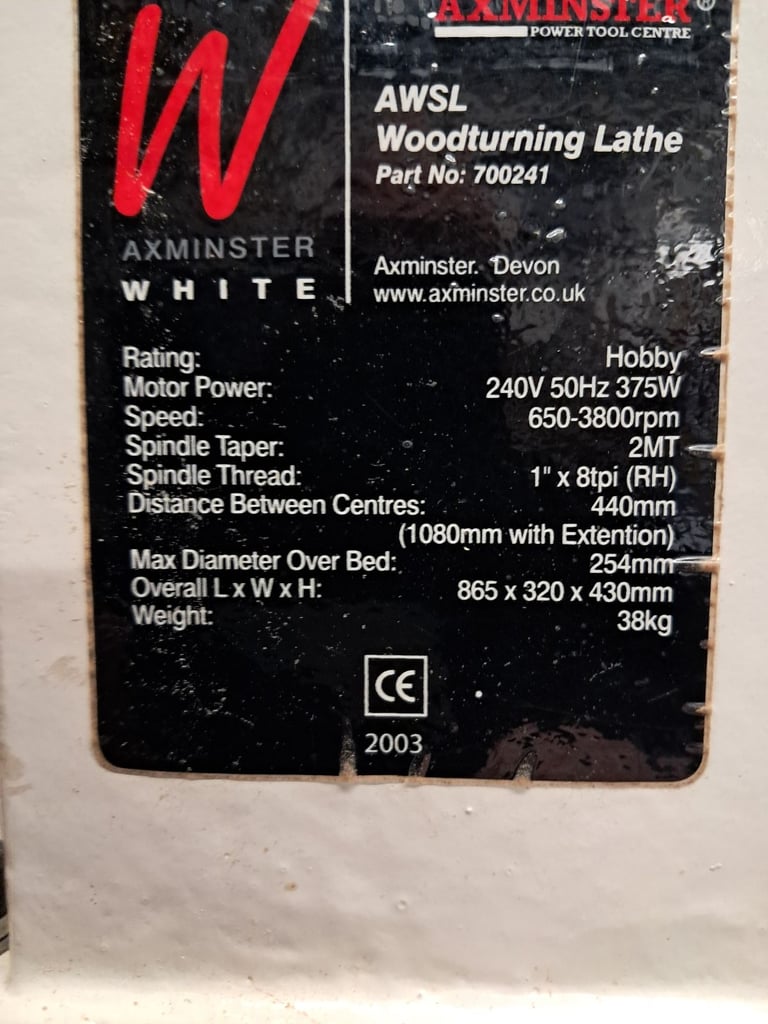 AXMINSTER ®
POWER TOOL CENTRE
W
AXMINSTER
WHITE
AWSL
Woodturning Lathe
Part No: 700241
Axminster. Devon
www.axminster.co.uk
Rating: Hobby
Motor Power: 240V 50Hz 375W
Speed: 650-3800rpm
Spindle Taper: 2MT
Spindle Thread: 1" x 8tpi (RH)
Distance Between Centres: 440mm
(1080mm with Extention)
Max Diameter Over Bed: 254mm
Overall L x W x H: 865 x 320 x 430mm
Weight: 38kg
CE
2003